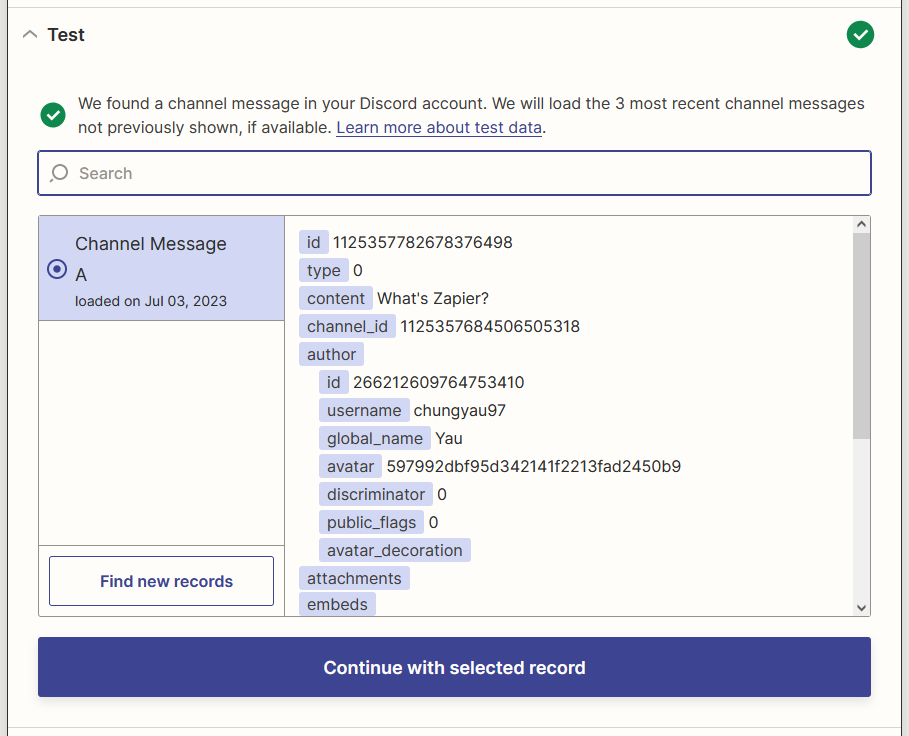 Test
We found a channel message in your Discord account. We will load the 3 most recent channel messages
not previously shown, if available. Learn more about test data.
Search
Channel Message
A
loaded on Jul 03, 2023
Find new records
id 1125357782678376498
type 0
content What's Zapier?
channel_id 1125357684506505318
author
id 266212609764753410
username chungyau97
global_name Yau
avatar 597992dbf95d342141f2213fad2450b9
discriminator 0
public_flags 0
avatar_decoration
attachments
embeds
Continue with selected record